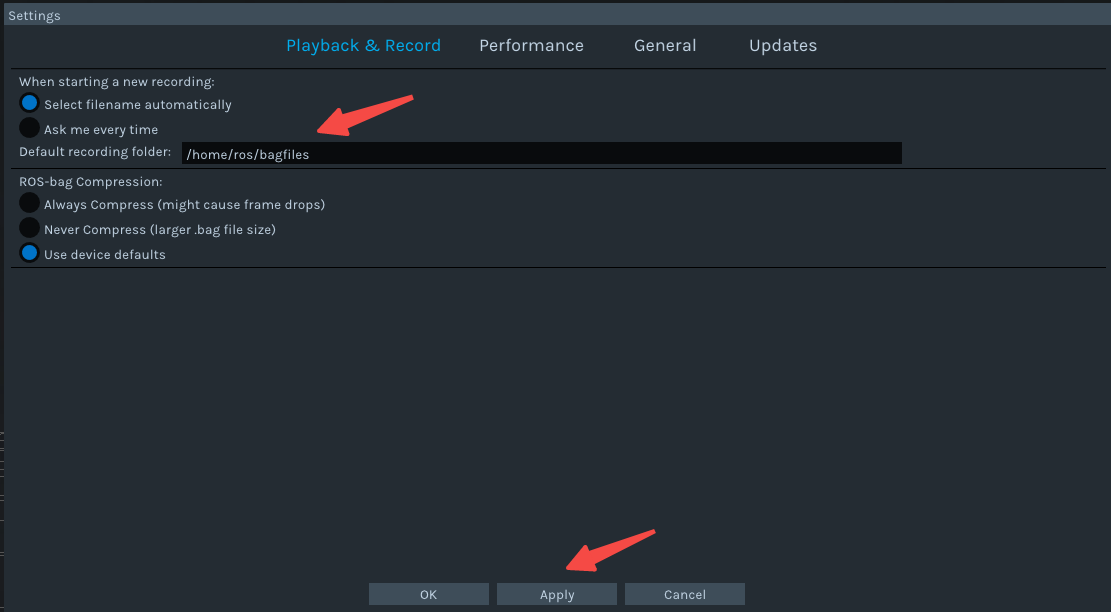 Settings
Playback & Record Performance General Updates
When starting a new recording:
Select filename automatically
Ask me every time
Default recording folder: /home/ros/bagfiles
ROS-bag Compression:
Always Compress (might cause frame drops)
Never Compress (larger .bag file size)
Use device defaults
OK Apply Cancel